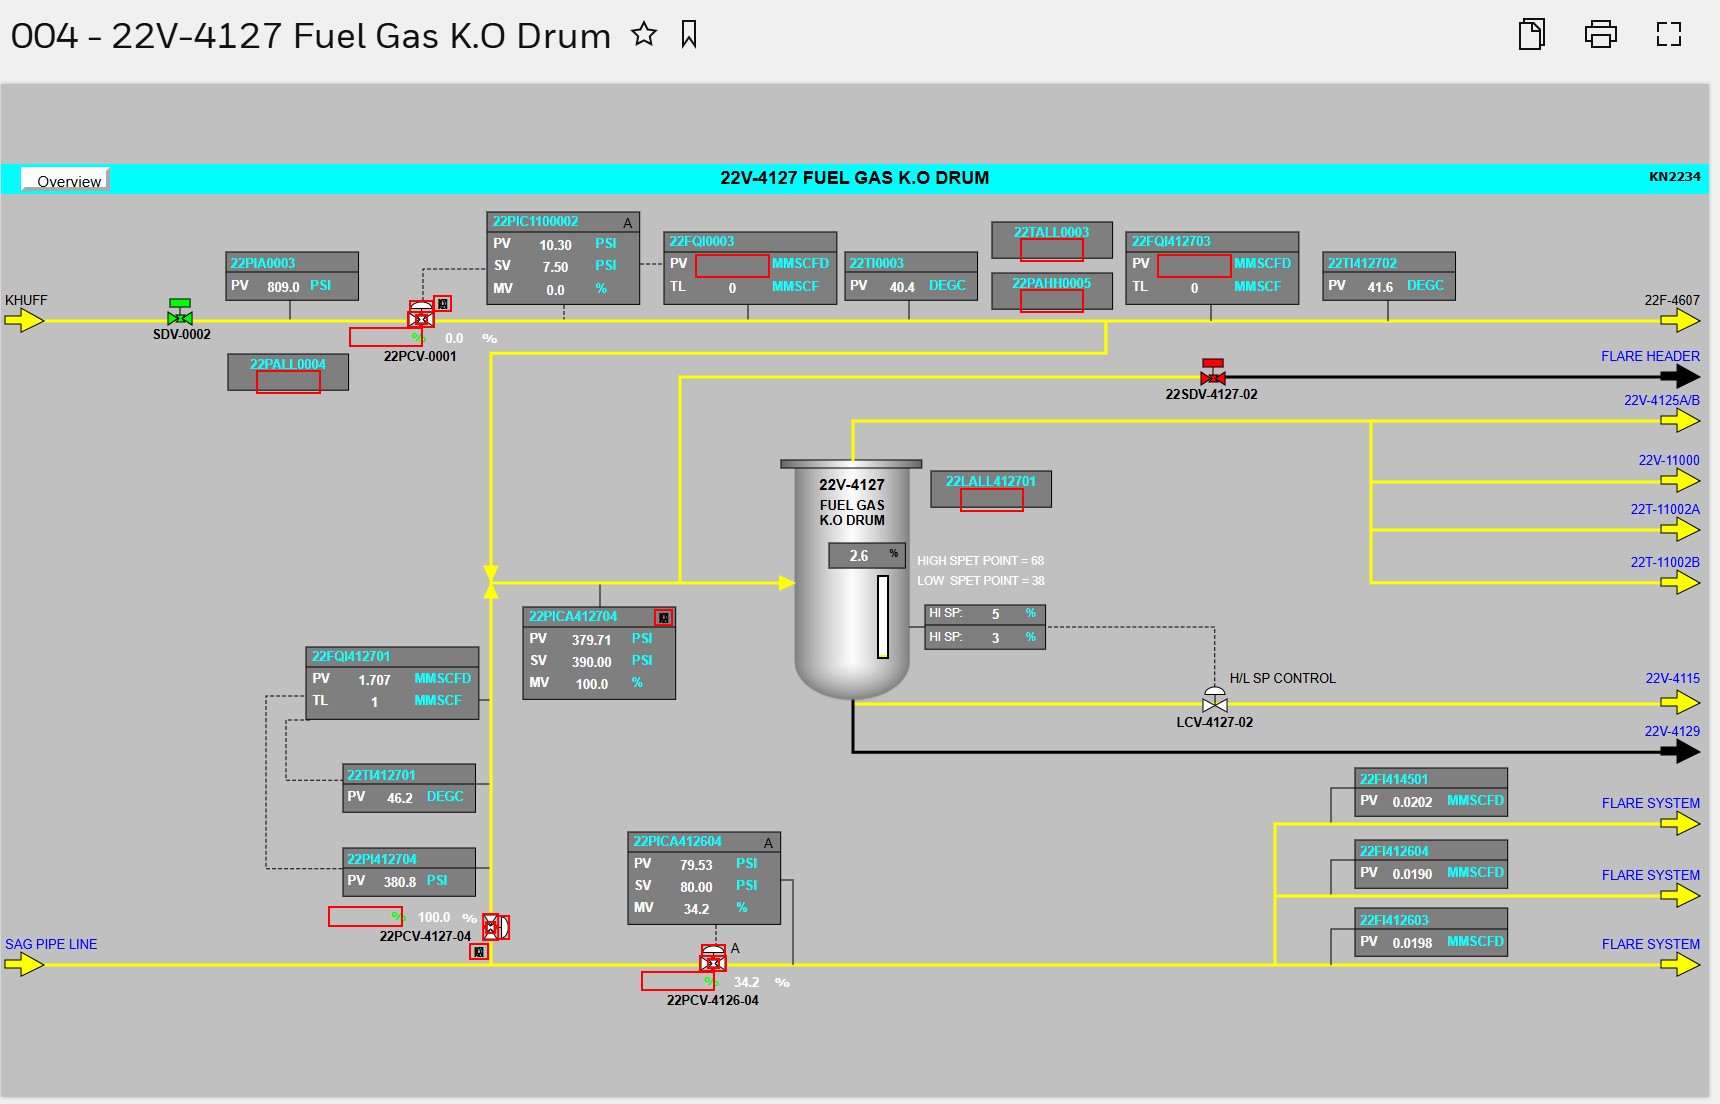 004 - 22V-4127 Fuel Gas K.O Drum
Overview
22V-4127 FUEL GAS K.O DRUM
KN2234
KHUFF
SDV-0002
22PIA0003
PV 809.0 PSI
22PALL0004
22PIC1100002 A
PV 10.30 PSI
SV 7.50 PSI
MV 0.0 %
% 0.0 %
22PCV-0001
22FQI0003
PV MMSCFD
TL 0 MMSCF
22TI0003
PV 40.4 DEGC
22TALL0003
22PAHH0005
22FQI412703
PV MMSCFD
TL 0 MMSCF
22TI412702
PV 41.6 DEGC
22F-4607
FLARE HEADER
22SDV-4127-02
22V-4125A/B
22V-11000
22T-11002A
22T-11002B
22V-4127
FUEL GAS
K.O DRUM
2.6 %
22LALL412701
HIGH SPET POINT = 68
LOW SPET POINT = 38
HI SP: 5 %
HI SP: 3 %
22PICA412704
PV 379.71 PSI
SV 390.00 PSI
MV 100.0 %
22FQI412701
PV 1.707 MMSCFD
TL 1 MMSCF
22TI412701
PV 46.2 DEGC
22PI412704
PV 380.8 PSI
% 100.0 %
22PCV-4127-04
H/L SP CONTROL
LCV-4127-02
22V-4115
22V-4129
22PICA412604 A
PV 79.53 PSI
SV 80.00 PSI
MV 34.2 %
A
% 34.2 %
22PCV-4126-04
SAG PIPE LINE
22FI414501
PV 0.0202 MMSCFD
FLARE SYSTEM
22FI412604
PV 0.0190 MMSCFD
FLARE SYSTEM
22FI412603
PV 0.0198 MMSCFD
FLARE SYSTEM